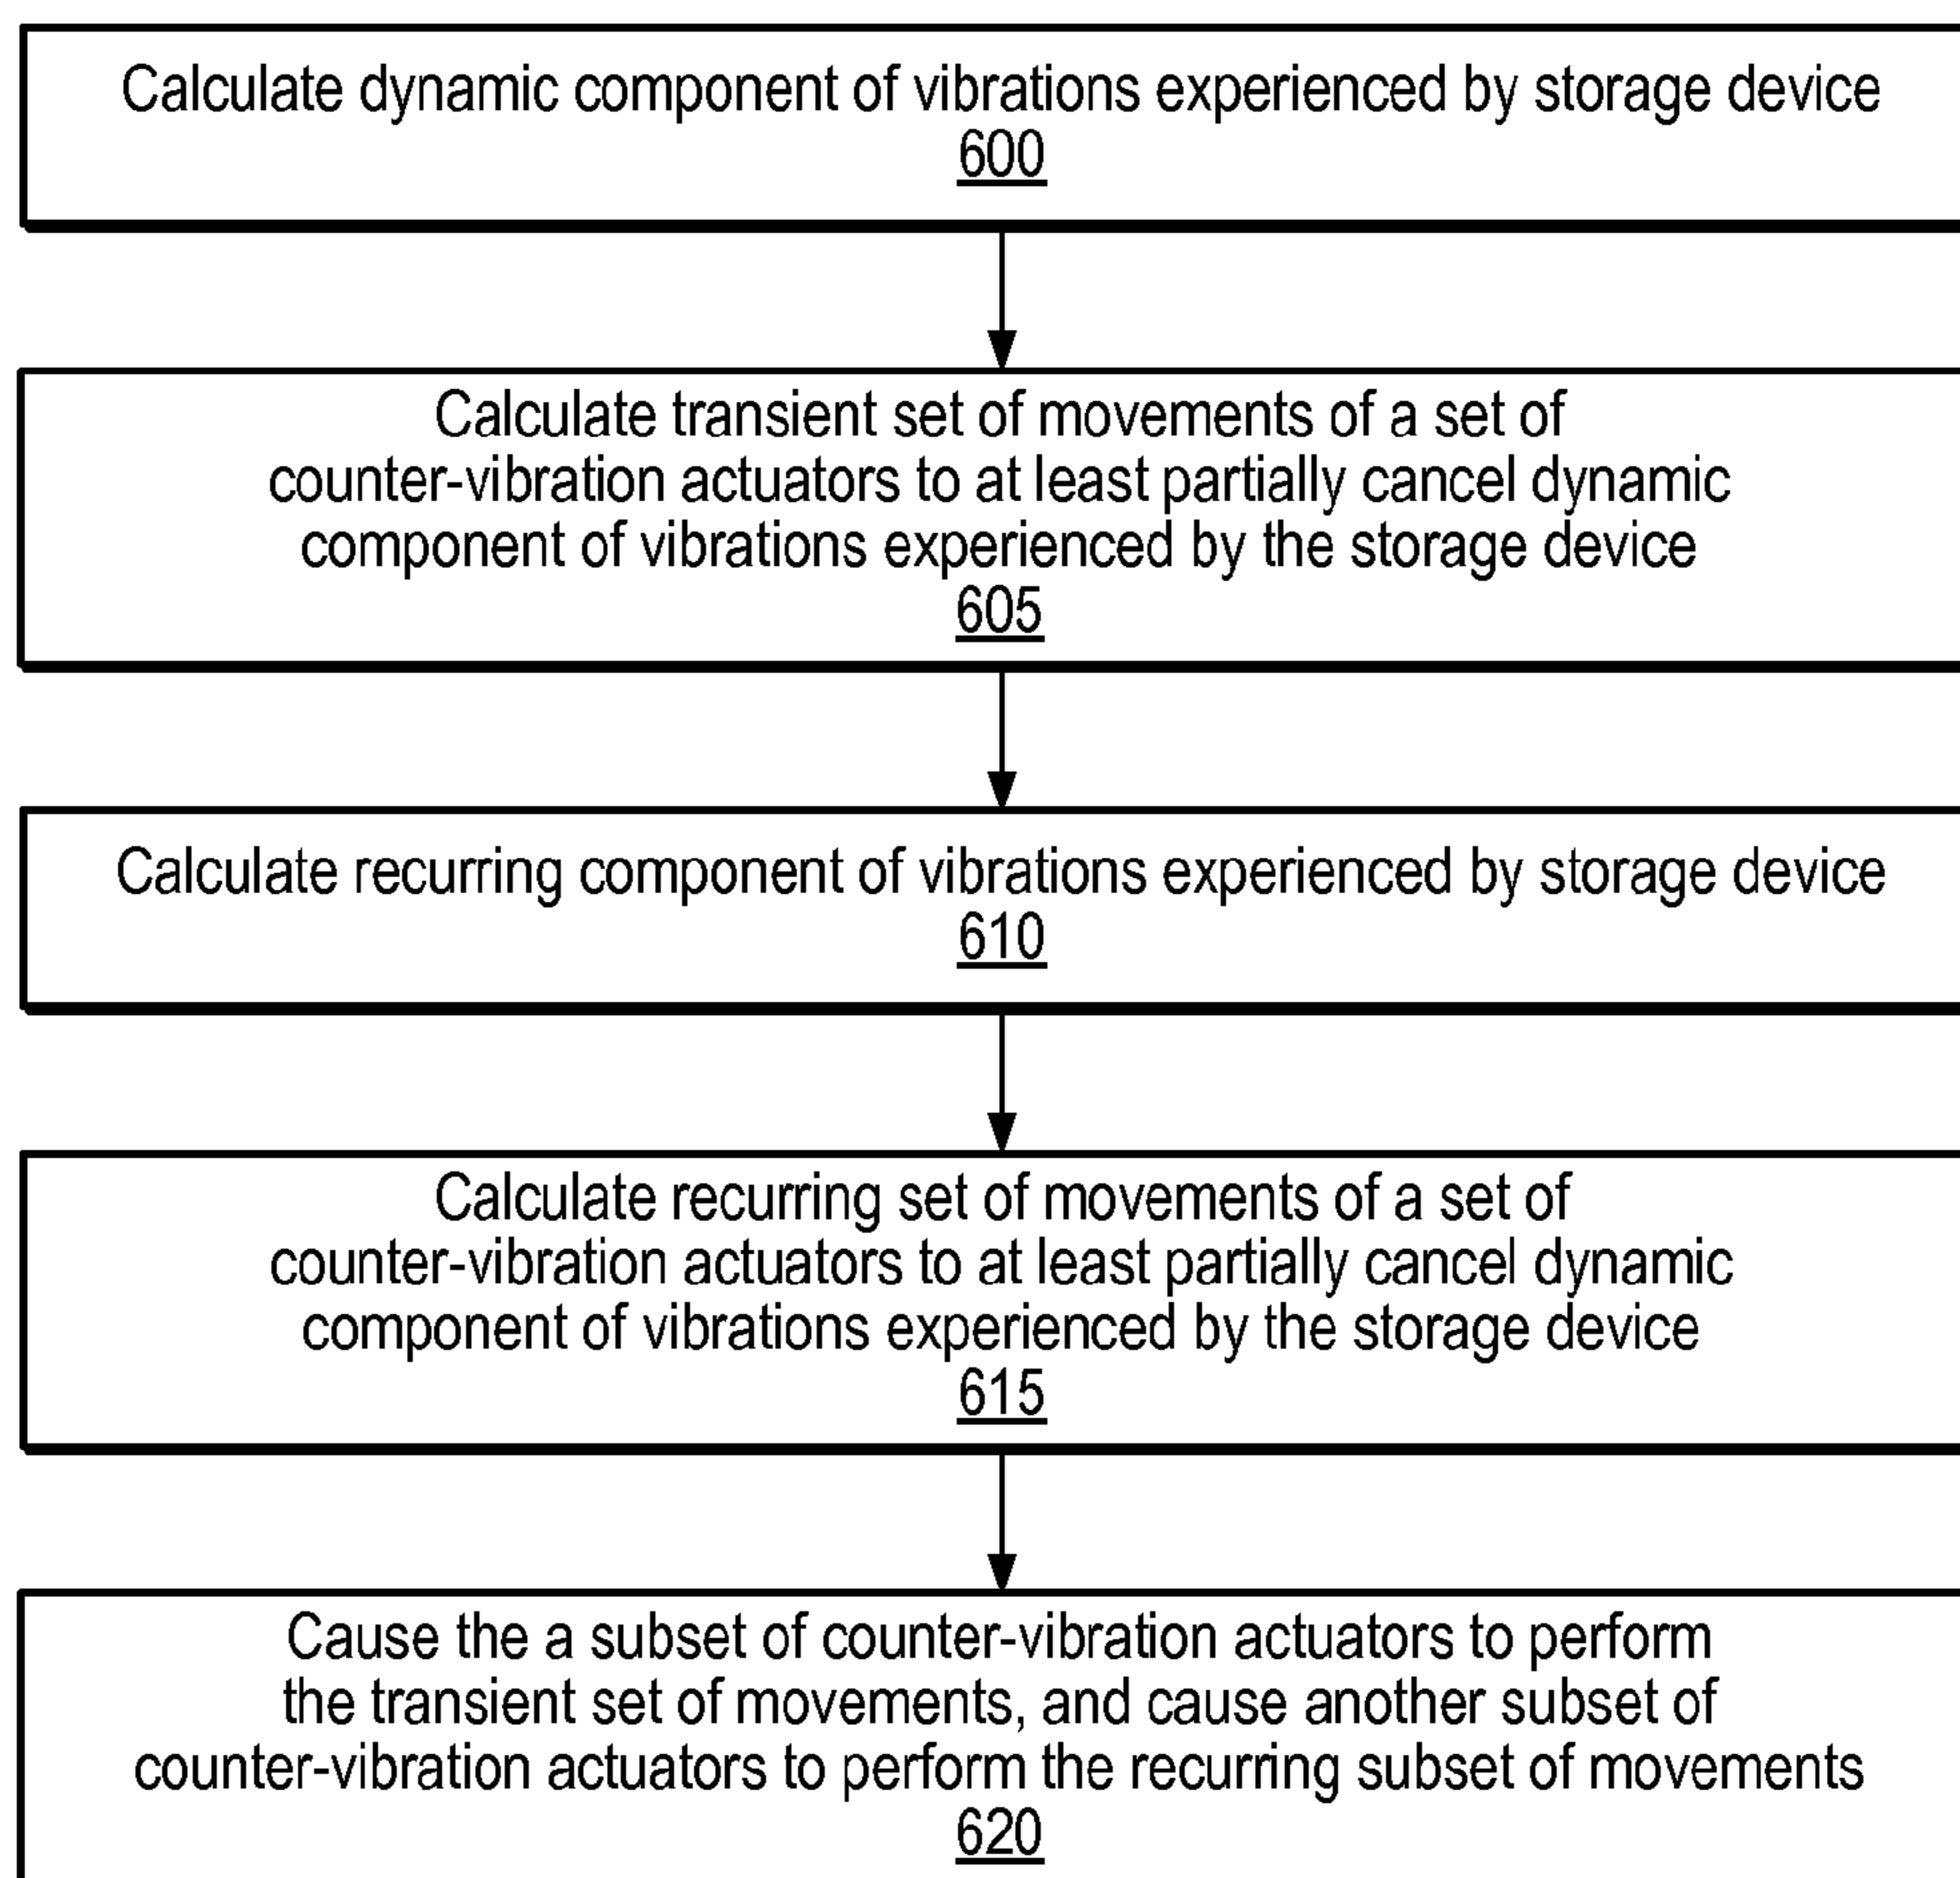 Calculate dynamic component of vibrations experienced by storage device
600
Calculate transient set of movements of a set of
counter-vibration actuators to at least partially cancel dynamic
component of vibrations experienced by the storage device
605
Calculate recurring component of vibrations experienced by storage device
610
Calculate recurring set of movements of a set of
counter-vibration actuators to at least partially cancel dynamic
component of vibrations experienced by the storage device
615
Cause the a subset of counter-vibration actuators to perform
the transient set of movements, and cause another subset of
counter-vibration actuators to perform the recurring subset of movements
620